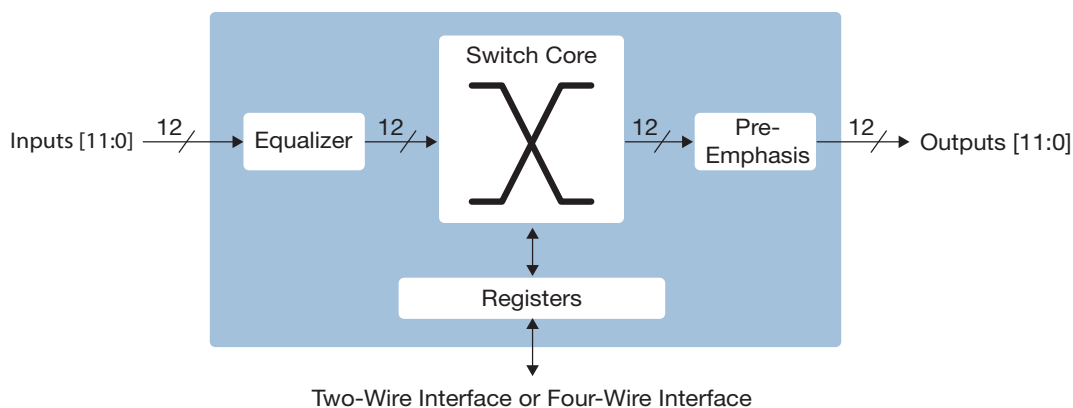 Switch Core
Inputs [11:0]
12
Equalizer
12
12
Pre-
Emphasis
12
Outputs [11:0]
Registers
Two-Wire Interface or Four-Wire Interface